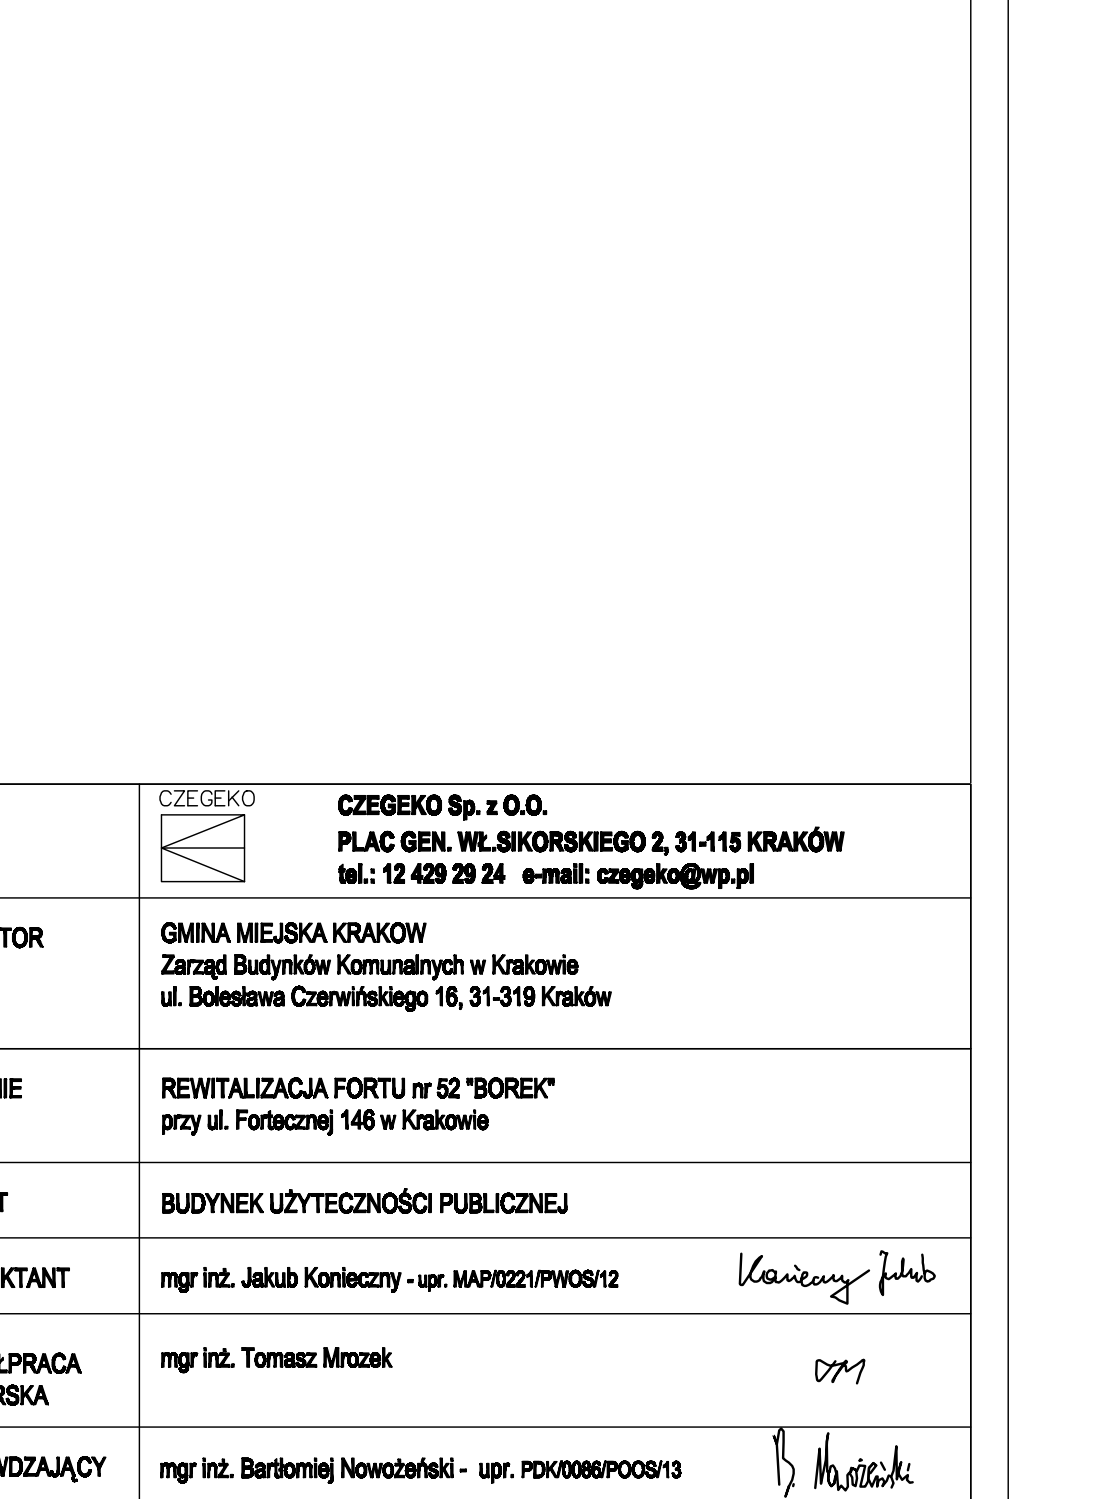 CZEGEKO
CZEGEKO Sp. z O.O.
PLAC GEN. WŁ.SIKORSKIEGO 2, 31-115 KRAKÓW
tel.: 12 429 29 24 e-mail: czegeko@wp.pl
TOR
GMINA MIEJSKA KRAKOW
Zarząd Budynków Komunalnych w Krakowie
ul. Bolesława Czerwińskiego 16, 31-319 Kraków
NIE
REWITALIZACJA FORTU nr 52 "BOREK"
przy ul. Fortecznej 146 w Krakowie
T
BUDYNEK UŻYTECZNOŚCI PUBLICZNEJ
KTANT
mgr inż. Jakub Konieczny - upr. MAP/0221/PWOS/12
Konieczny Jakub
ŁPRACA
RSKA
mgr inż. Tomasz Mrozek
WDZAJĄCY
mgr inż. Bartłomiej Nowożeński - upr. PDK/0086/POOS/13
B. Nowożeński